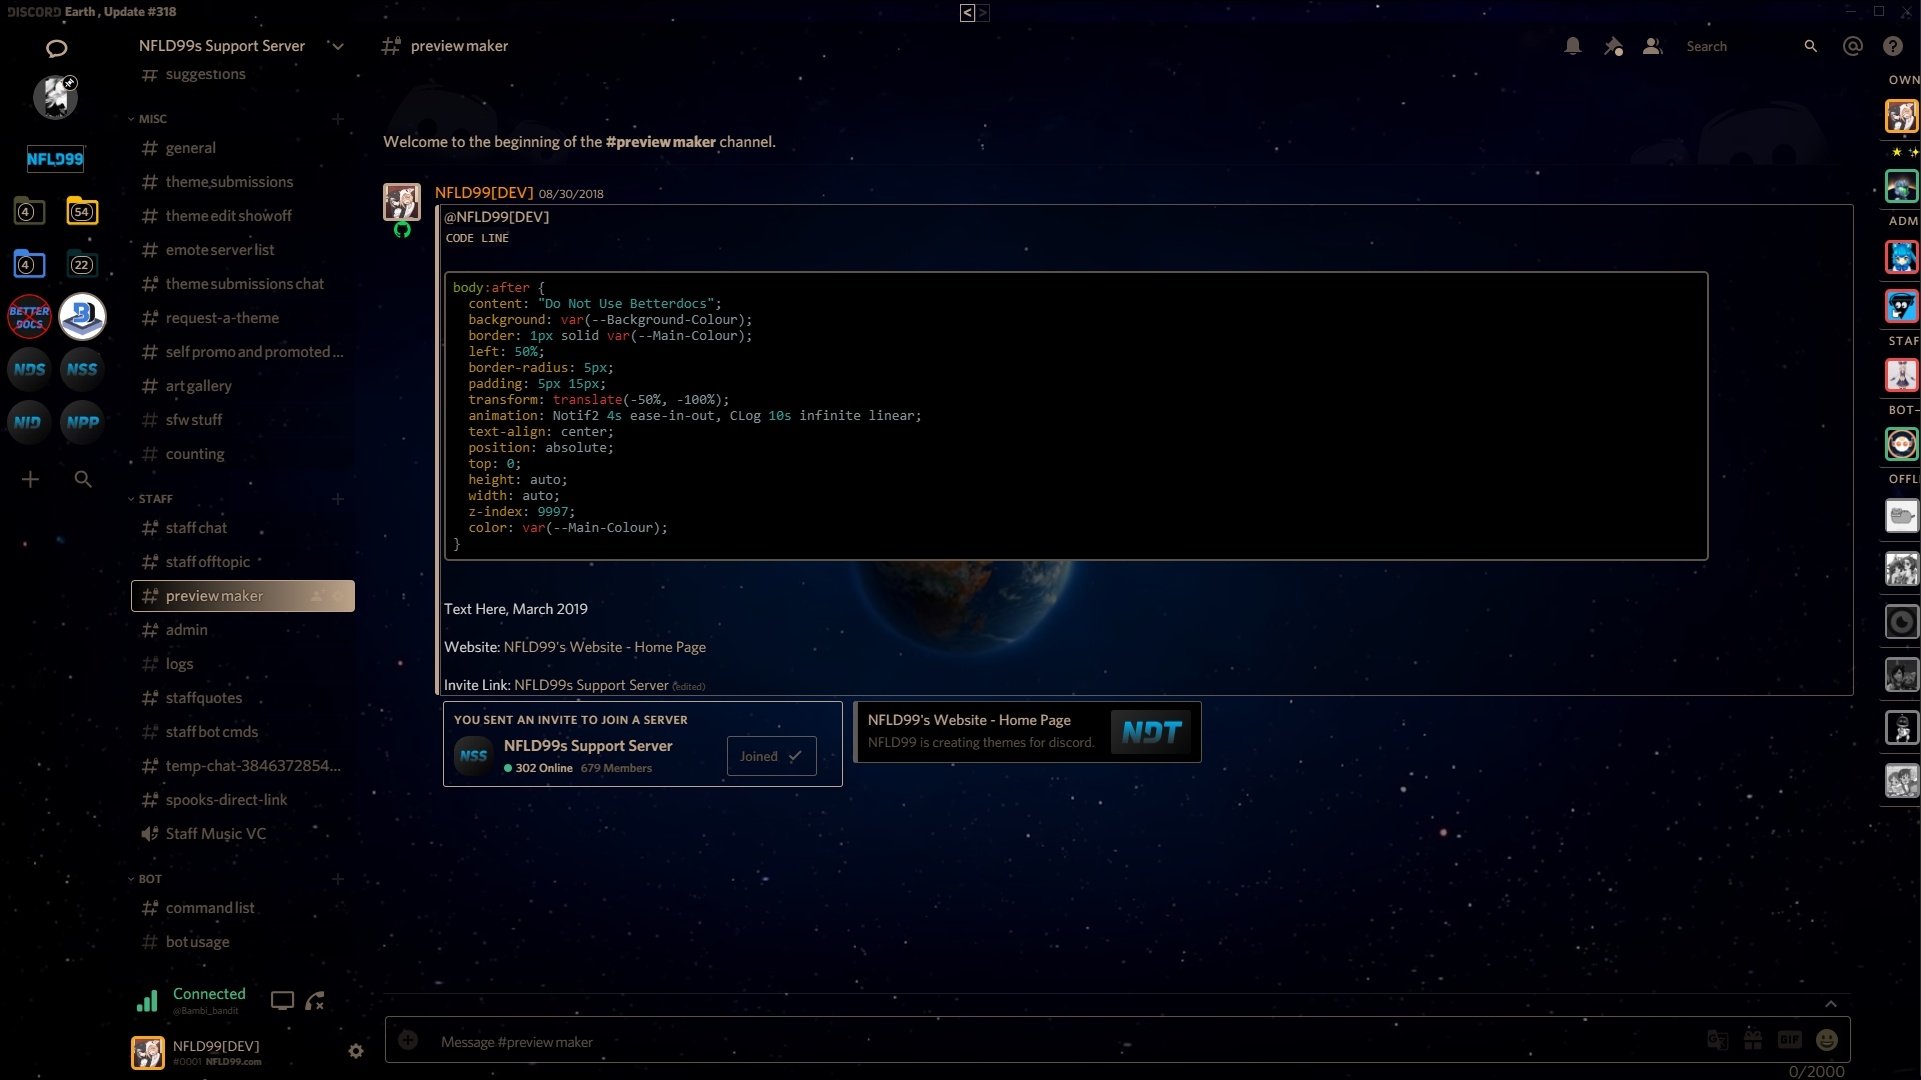 DISCORD Earth , Update #318
< >
NFLD99s Support Server
suggestions
MISC
general
theme submissions
theme edit showoff
emote server list
theme submissions chat
request-a-theme
self promo and promoted ...
art gallery
sfw stuff
counting
STAFF
staff chat
staff offtopic
preview maker
admin
logs
staff quotes
staff bot cmds
temp-chat-3846372854...
spooks-direct-link
Staff Music VC
BOT
command list
bot usage
Connected
@Bambi_bandit
NFLD99[DEV]
#0001 NFLD99.com
NFLD99
4
54
4
22
BETTER
DOCS
NDS
NSS
NID
NPP
preview maker
Search
Welcome to the beginning of the #preview maker channel.
NFLD99[DEV] 08/30/2018
@NFLD99[DEV]
CODE LINE
body:after {
content: "Do Not Use Betterdocs";
background: var(--Background-Colour);
border: 1px solid var(--Main-Colour);
left: 50%;
border-radius: 5px;
padding: 5px 15px;
transform: translate(-50%, -100%);
animation: Notif2 4s ease-in-out, CLog 10s infinite linear;
text-align: center;
position: absolute;
top: 0;
height: auto;
width: auto;
z-index: 9997;
color: var(--Main-Colour);
}
Text Here, March 2019
Website: NFLD99's Website - Home Page
Invite Link: NFLD99s Support Server (edited)
YOU SENT AN INVITE TO JOIN A SERVER
NSS
NFLD99s Support Server
302 Online 679 Members
Joined
NFLD99's Website - Home Page
NFLD99 is creating themes for discord.
NDT
Message #preview maker
GIF
0/2000
OWN
ADM
STAF
BOT-
OFFL